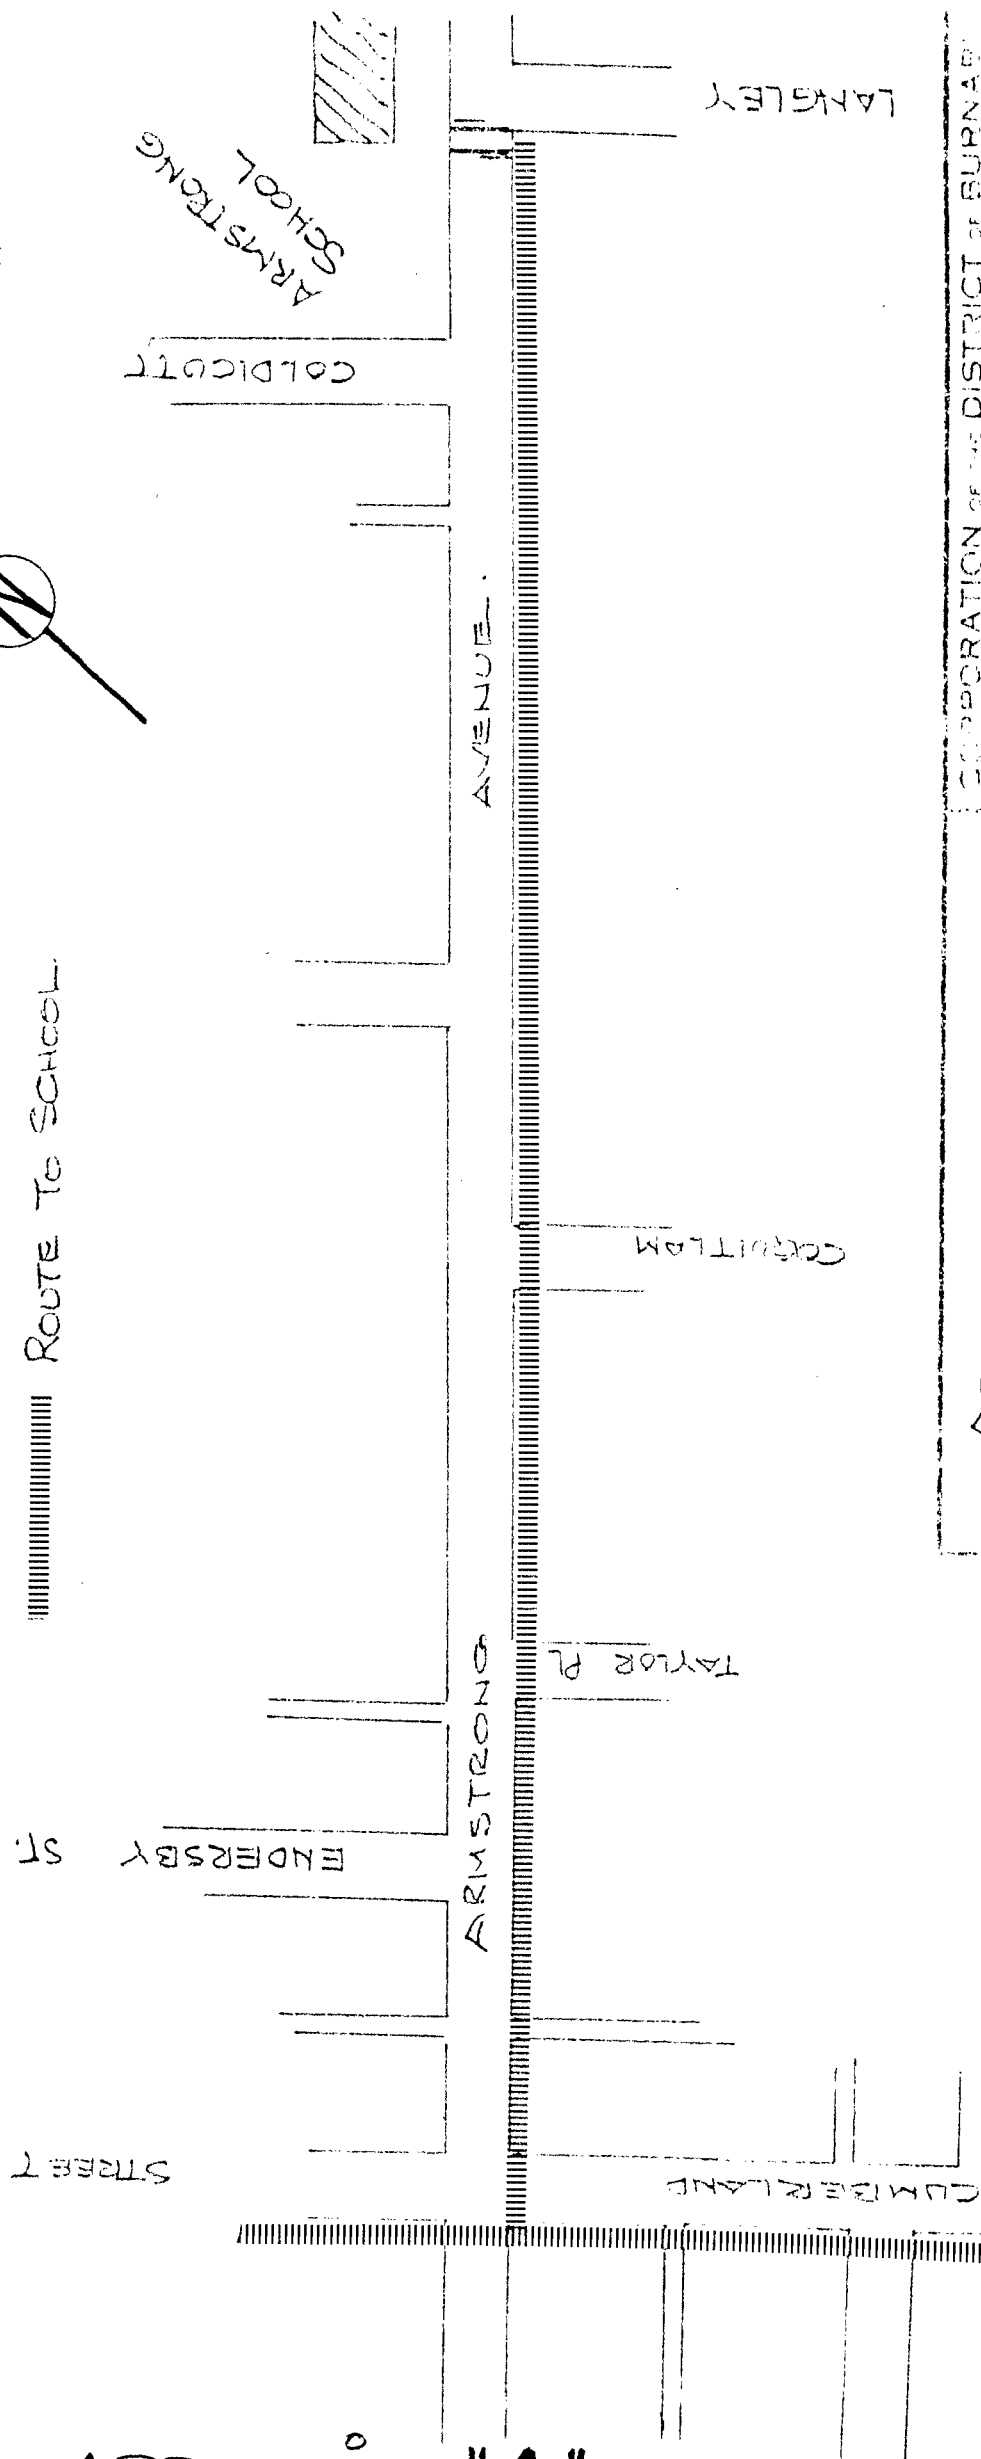 LANGLEY
ARMSTRONG
SCHOOL
COLDICUTT
AVENUE.
ROUTE TO SCHOOL
COQUITLAM
TAYLOR PL
ARMSTRONG
ENDERSBY ST.
CUMBERLAND STREET
CORPORATION OF THE DISTRICT OF BURNAB